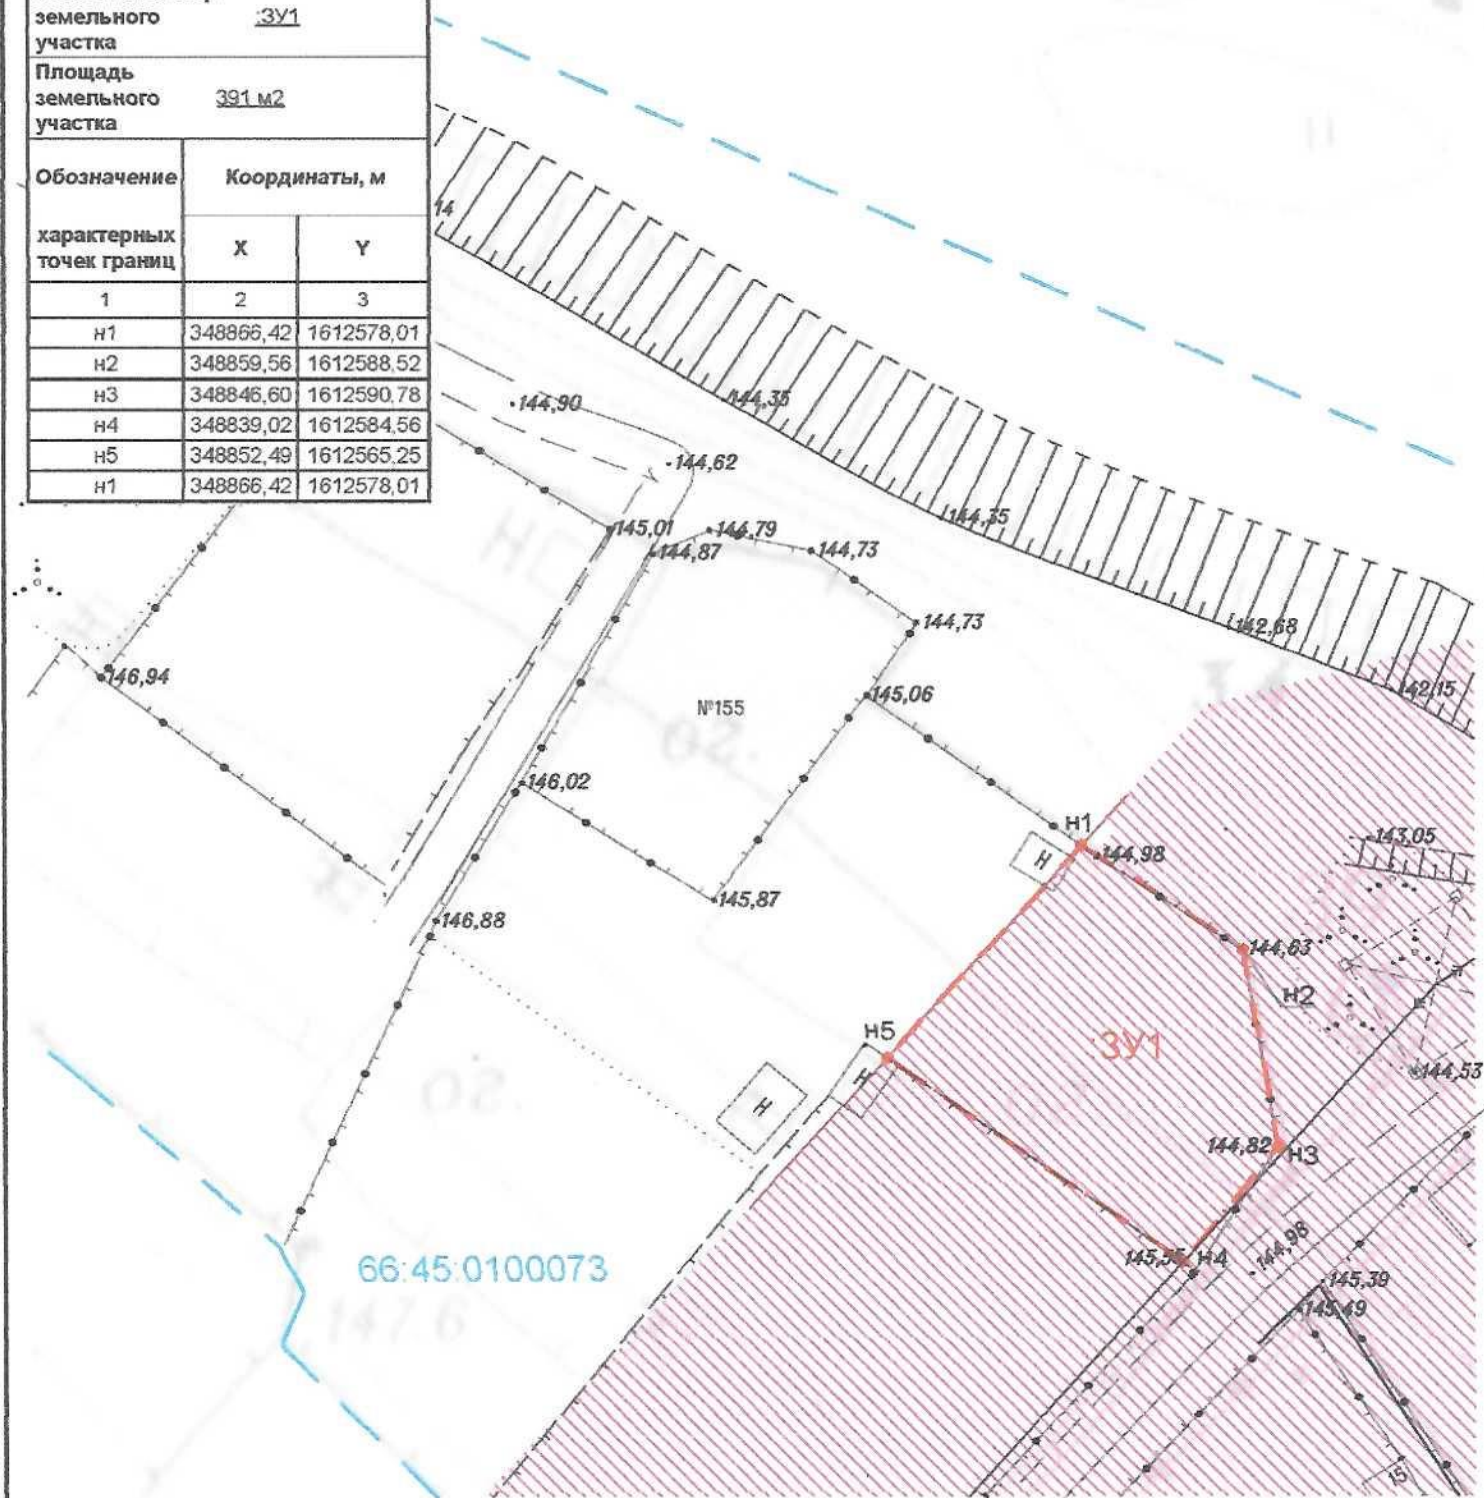 земельного
участка
:ЗУ1
Площадь
земельного
участка
391 м2
Обозначение
характерных
точек границ
Координаты, м
X Y
1 2 3
н1 348866,42 1612578,01
н2 348859,56 1612588,52
н3 348846,60 1612590,78
н4 348839,02 1612584,56
н5 348852,49 1612565,25
н1 348866,42 1612578,01
14
144,90
144,35
144,62
145,01
144,79
144,35
144,87
144,73
144,73
142,68
146,94
145,06
142,15
№155
146,02
н1
143,05
Н
144,98
145,87
146,88
144,63
н2
н5
:ЗУ1
144,53
Н
Н
144,82
н3
145,55
н4
144,98
66:45:0100073
145,39
145,49
15